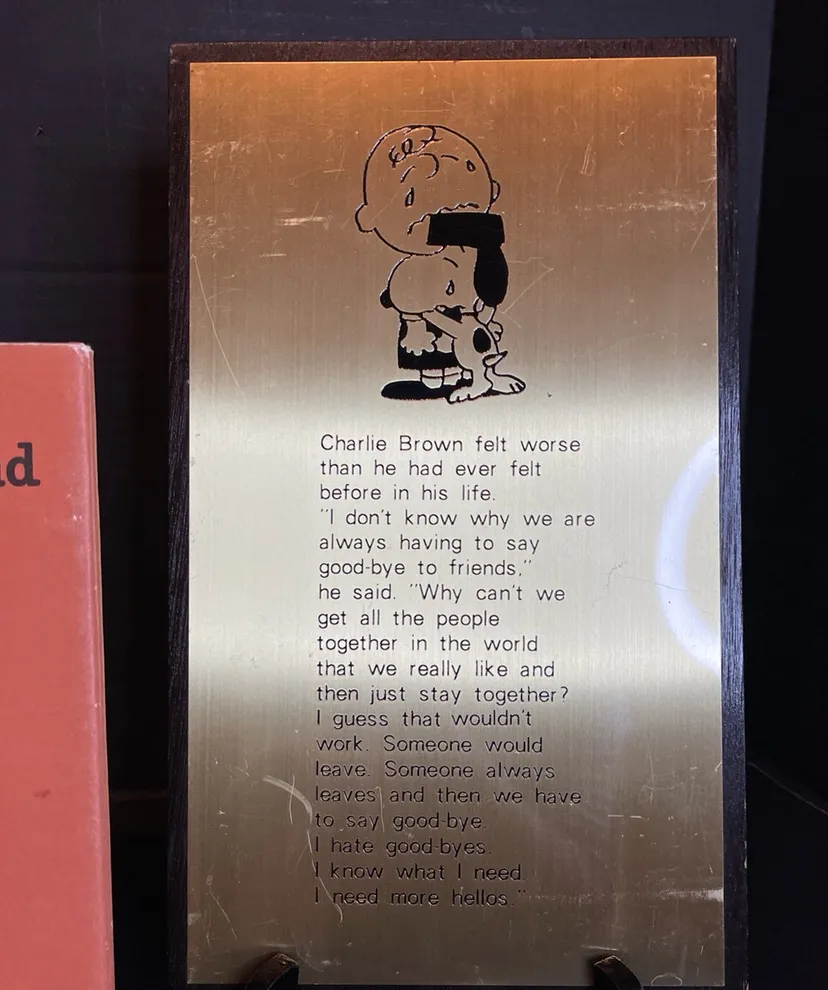 Charlie Brown felt worse
than he had ever felt
before in his life.
"I don't know why we are
always having to say
good-bye to friends,"
he said. "Why can't we
get all the people
together in the world
that we really like and
then just stay together?
I guess that wouldn't
work. Someone would
leave. Someone always
leaves and then we have
to say good-bye.
I hate good-byes.
I know what I need.
I need more hellos."